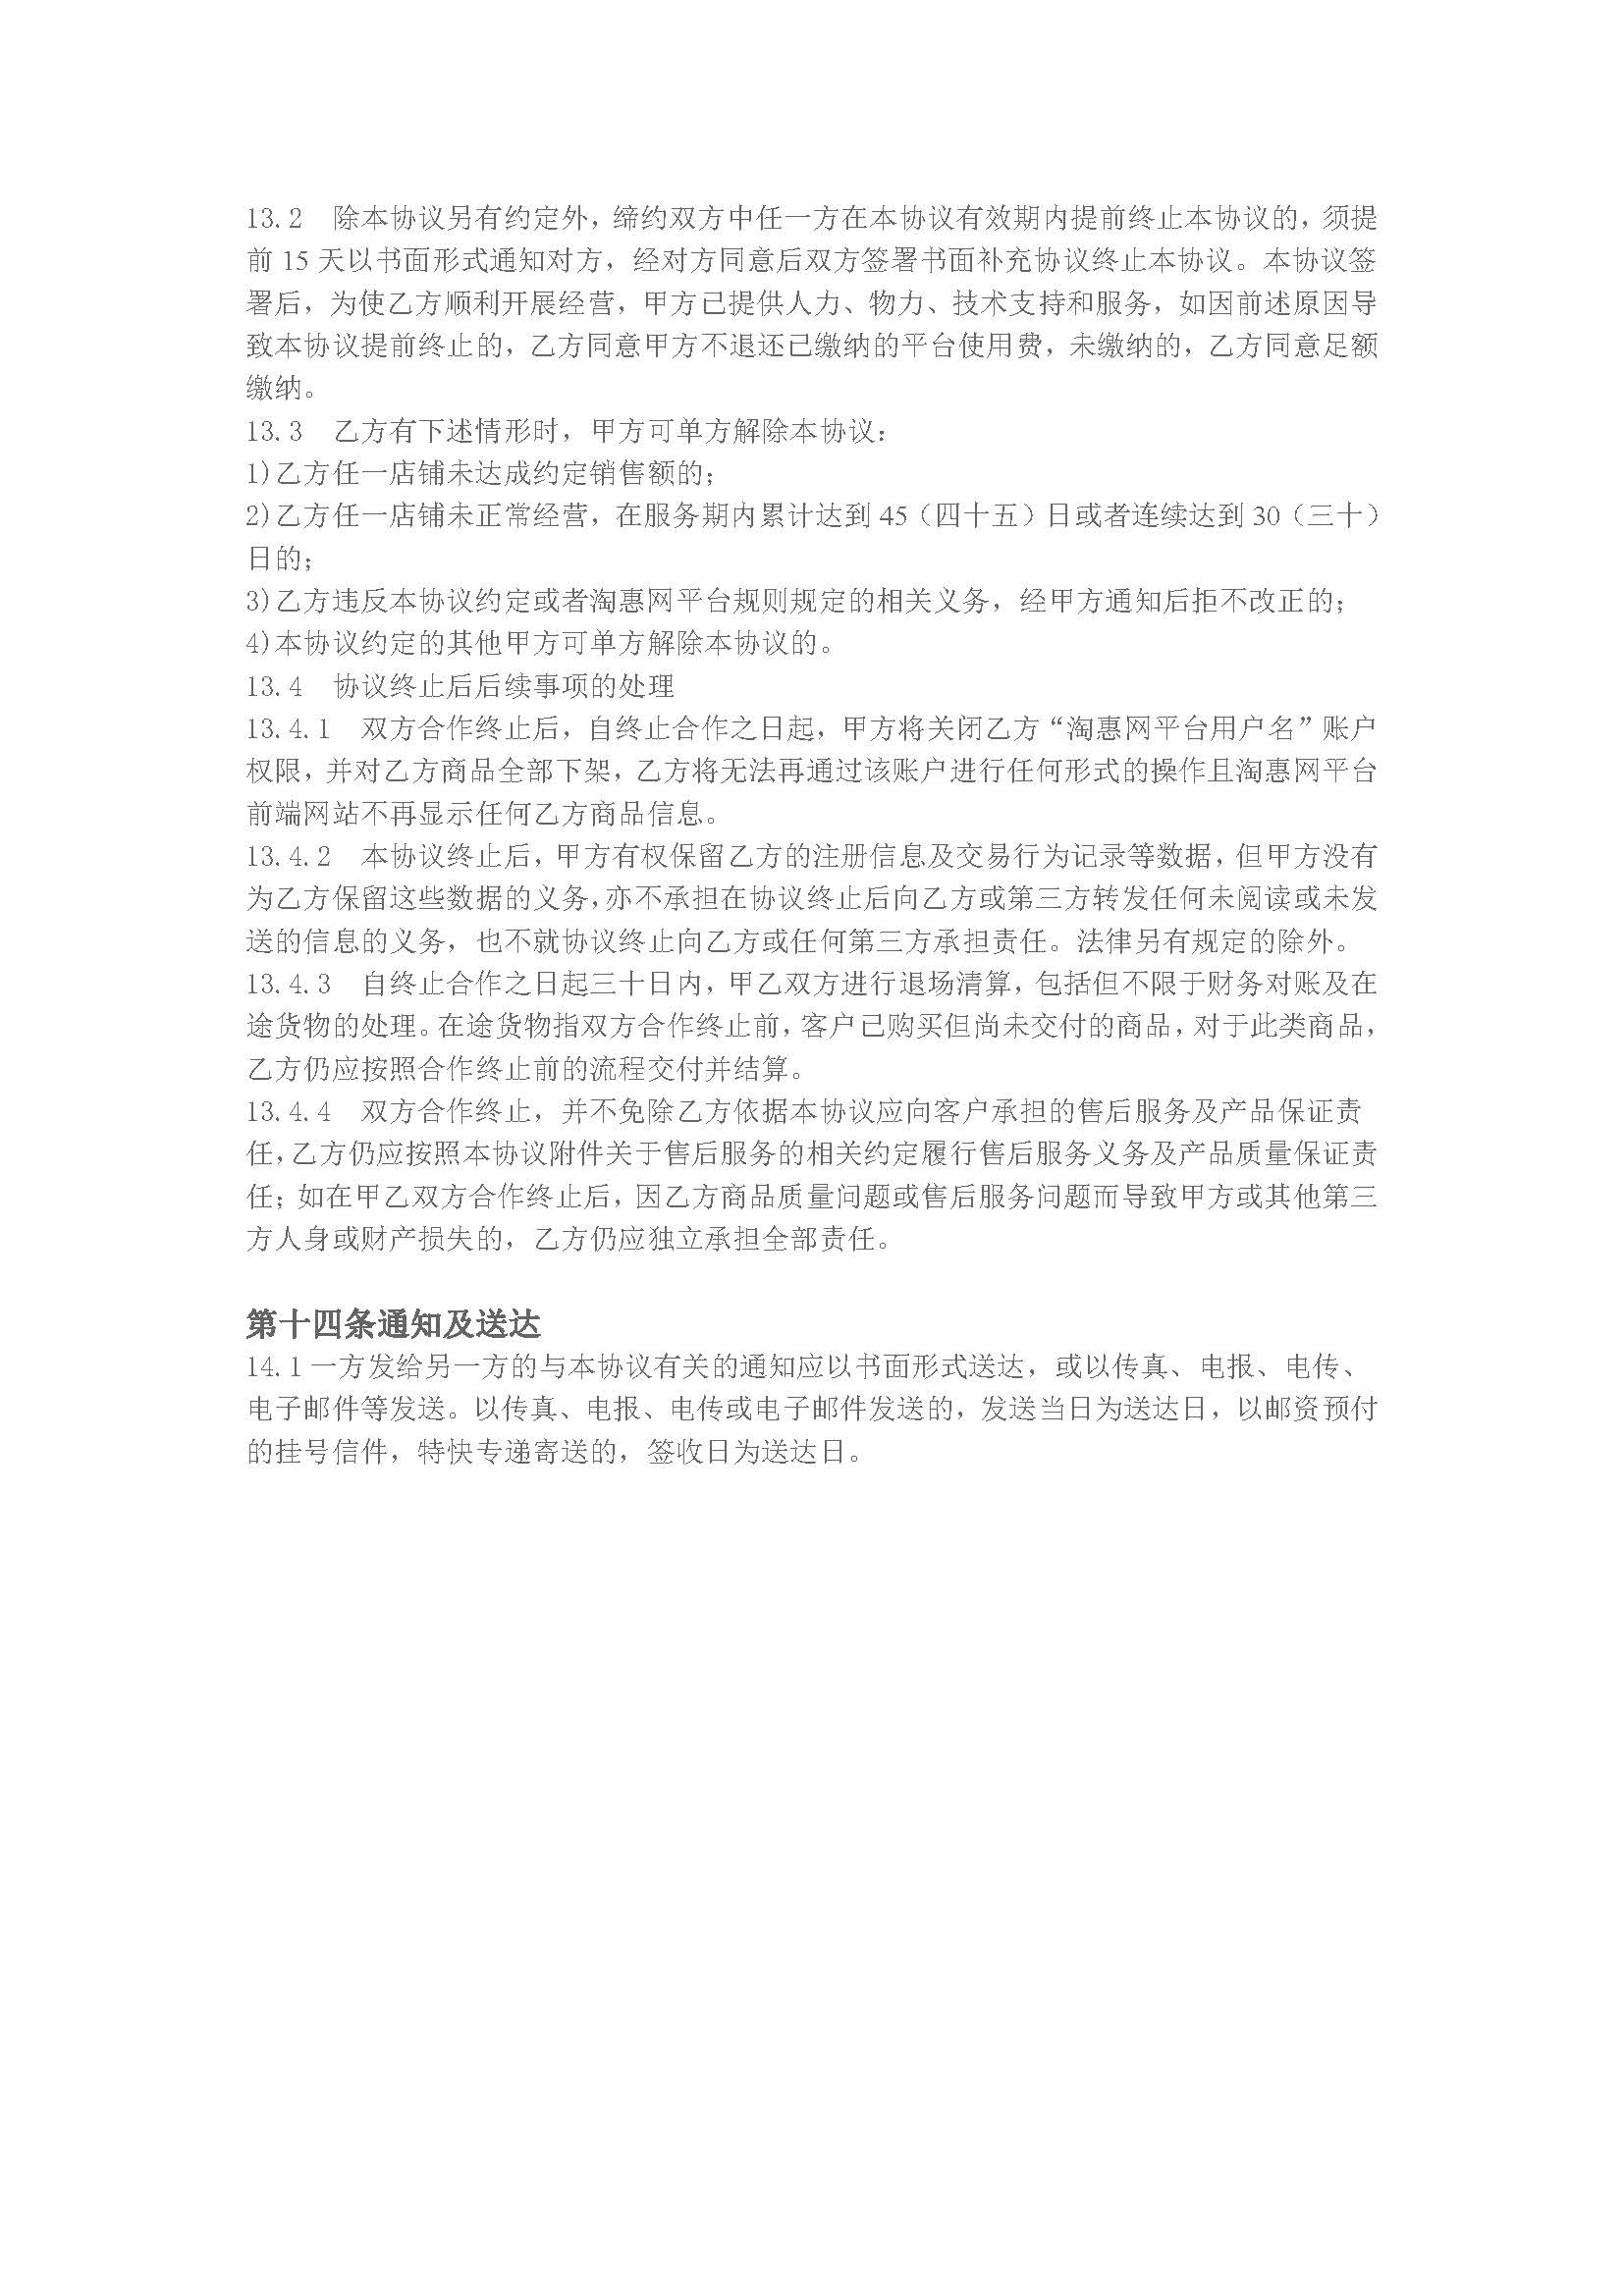 13.2　除本协议另有约定外，缔约双方中任一方在本协议有效期内提前终止本协议的，须提
前 15 天以书面形式通知对方，经对方同意后双方签署书面补充协议终止本协议。本协议签
署后，为使乙方顺利开展经营，甲方已提供人力、物力、技术支持和服务，如因前述原因导
致本协议提前终止的，乙方同意甲方不退还已缴纳的平台使用费，未缴纳的，乙方同意足额
缴纳。
13.3　乙方有下述情形时，甲方可单方解除本协议：
1)乙方任一店铺未达成约定销售额的；
2)乙方任一店铺未正常经营，在服务期内累计达到 45（四十五）日或者连续达到 30（三十）
日的；
3)乙方违反本协议约定或者淘惠网平台规则规定的相关义务，经甲方通知后拒不改正的；
4)本协议约定的其他甲方可单方解除本协议的。
13.4　协议终止后后续事项的处理
13.4.1　双方合作终止后，自终止合作之日起，甲方将关闭乙方“淘惠网平台用户名”账户
权限，并对乙方商品全部下架，乙方将无法再通过该账户进行任何形式的操作且淘惠网平台
前端网站不再显示任何乙方商品信息。
13.4.2　本协议终止后，甲方有权保留乙方的注册信息及交易行为记录等数据，但甲方没有
为乙方保留这些数据的义务，亦不承担在协议终止后向乙方或第三方转发任何未阅读或未发
送的信息的义务，也不就协议终止向乙方或任何第三方承担责任。法律另有规定的除外。
13.4.3　自终止合作之日起三十日内，甲乙双方进行退场清算，包括但不限于财务对账及在
途货物的处理。在途货物指双方合作终止前，客户已购买但尚未交付的商品，对于此类商品，
乙方仍应按照合作终止前的流程交付并结算。
13.4.4　双方合作终止，并不免除乙方依据本协议应向客户承担的售后服务及产品保证责
任，乙方仍应按照本协议附件关于售后服务的相关约定履行售后服务义务及产品质量保证责
任；如在甲乙双方合作终止后，因乙方商品质量问题或售后服务问题而导致甲方或其他第三
方人身或财产损失的，乙方仍应独立承担全部责任。
第十四条通知及送达
14.1 一方发给另一方的与本协议有关的通知应以书面形式送达，或以传真、电报、电传、
电子邮件等发送。以传真、电报、电传或电子邮件发送的，发送当日为送达日，以邮资预付
的挂号信件，特快专递寄送的，签收日为送达日。